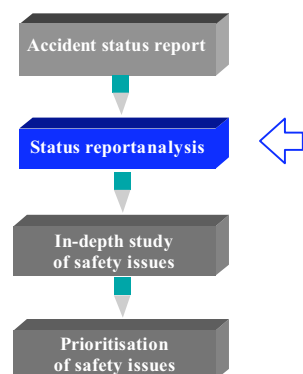 Accident status report
Status reportanalysis
In-depth study
of safety issues
Prioritisation
of safety issues